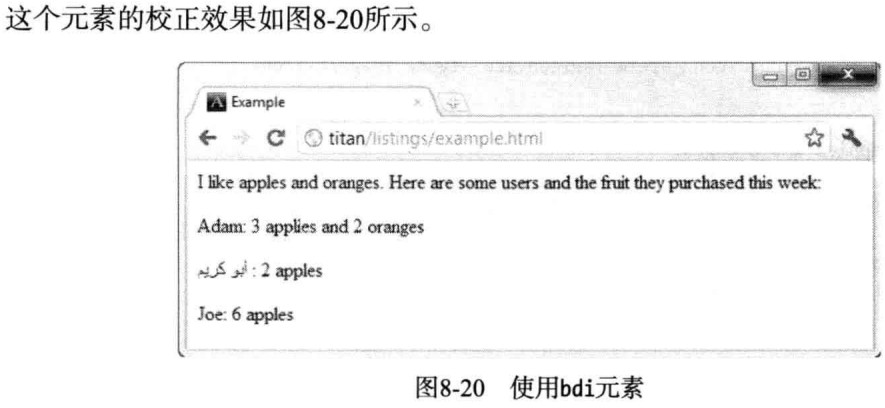 这个元素的校正效果如图8-20所示。
Example
titan/listings/example.html
I like apples and oranges. Here are some users and the fruit they purchased this week:
Adam: 3 applies and 2 oranges
أبو كريم : 2 apples
Joe: 6 apples
图8-20 使用bdi元素